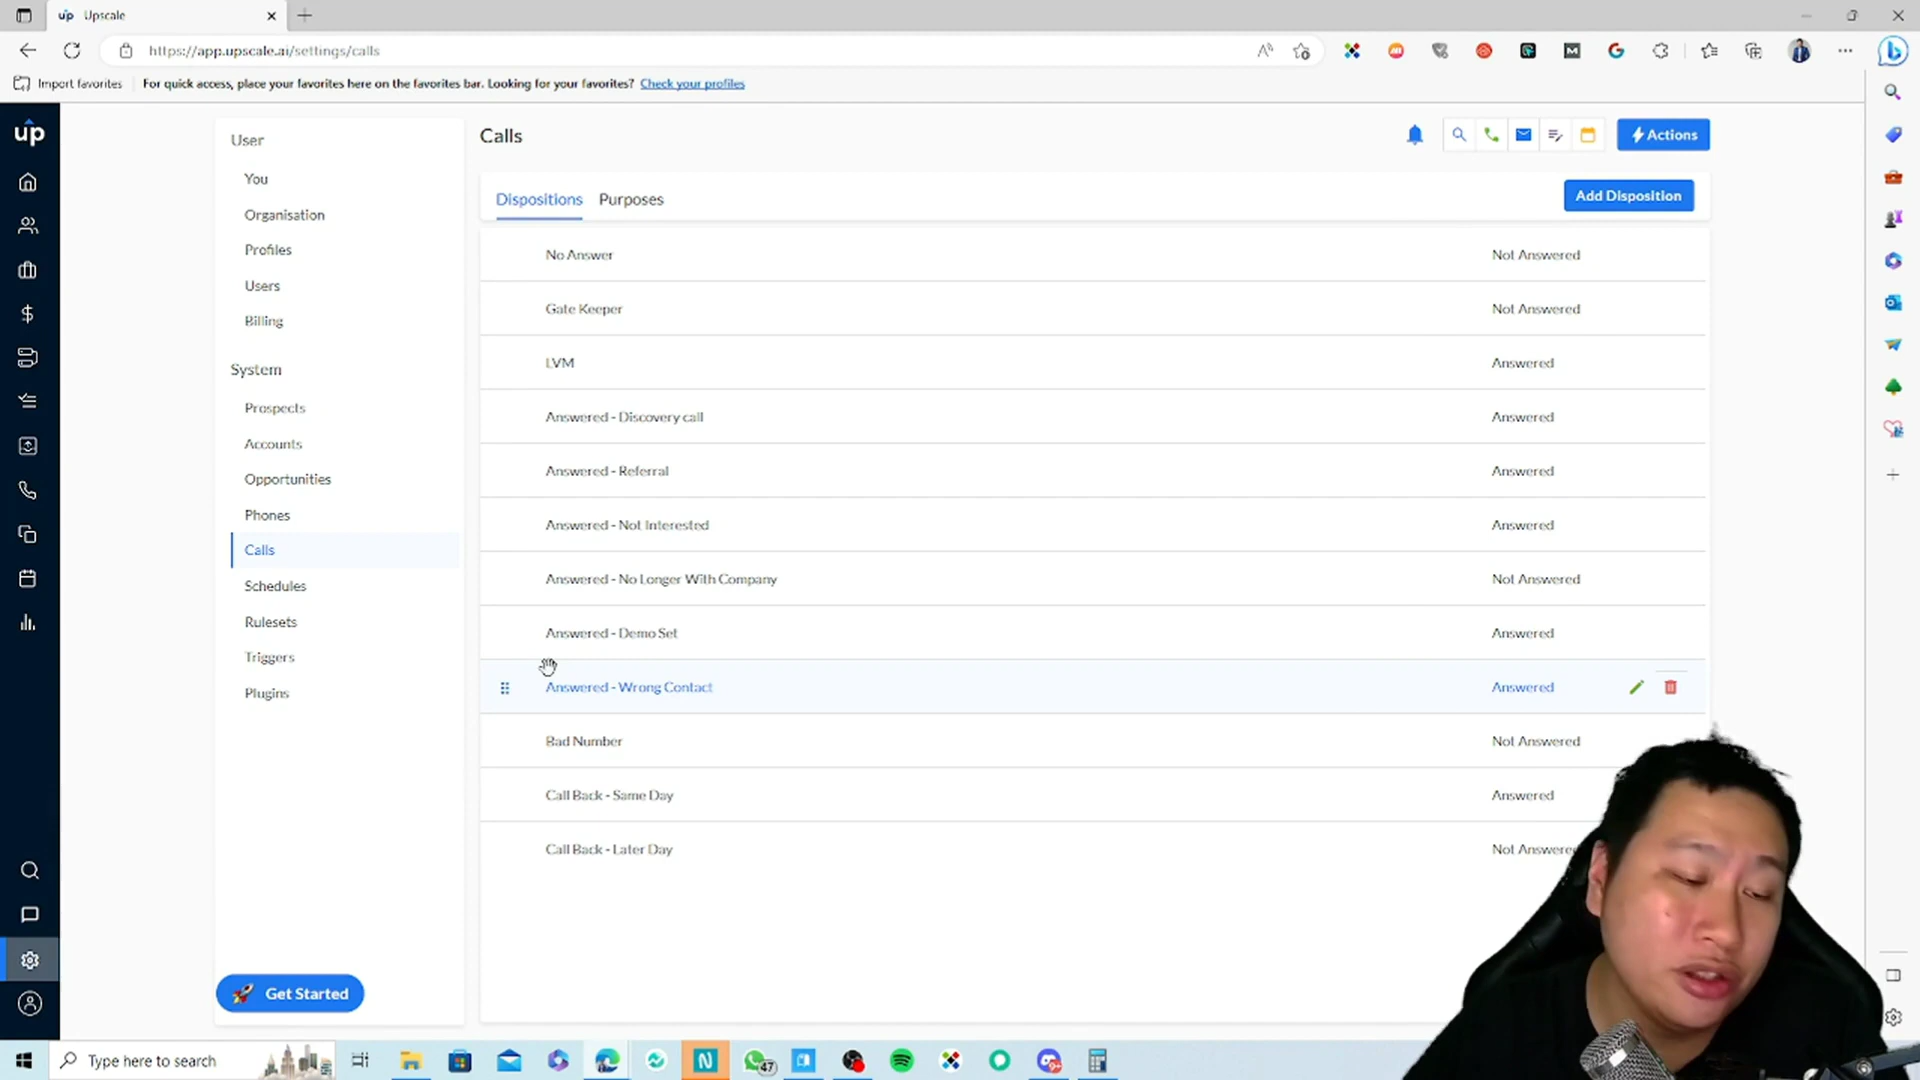 up Upscale
https://app.upscale.ai/settings/calls
Import favorites For quick access, place your favorites here on the favorites bar. Looking for your favorites? Check your profiles
up
User
You
Organisation
Profiles
Users
Billing
System
Prospects
Accounts
Opportunities
Phones
Calls
Schedules
Rulesets
Triggers
Plugins
Get Started
Calls
Actions
Dispositions Purposes
Add Disposition
No Answer Not Answered
Gate Keeper Not Answered
LVM Answered
Answered - Discovery call Answered
Answered - Referral Answered
Answered - Not Interested Answered
Answered - No Longer With Company Not Answered
Answered - Demo Set Answered
Answered - Wrong Contact Answered
Bad Number Not Answered
Call Back - Same Day Answered
Call Back - Later Day Not Answered
Type here to search
N
47